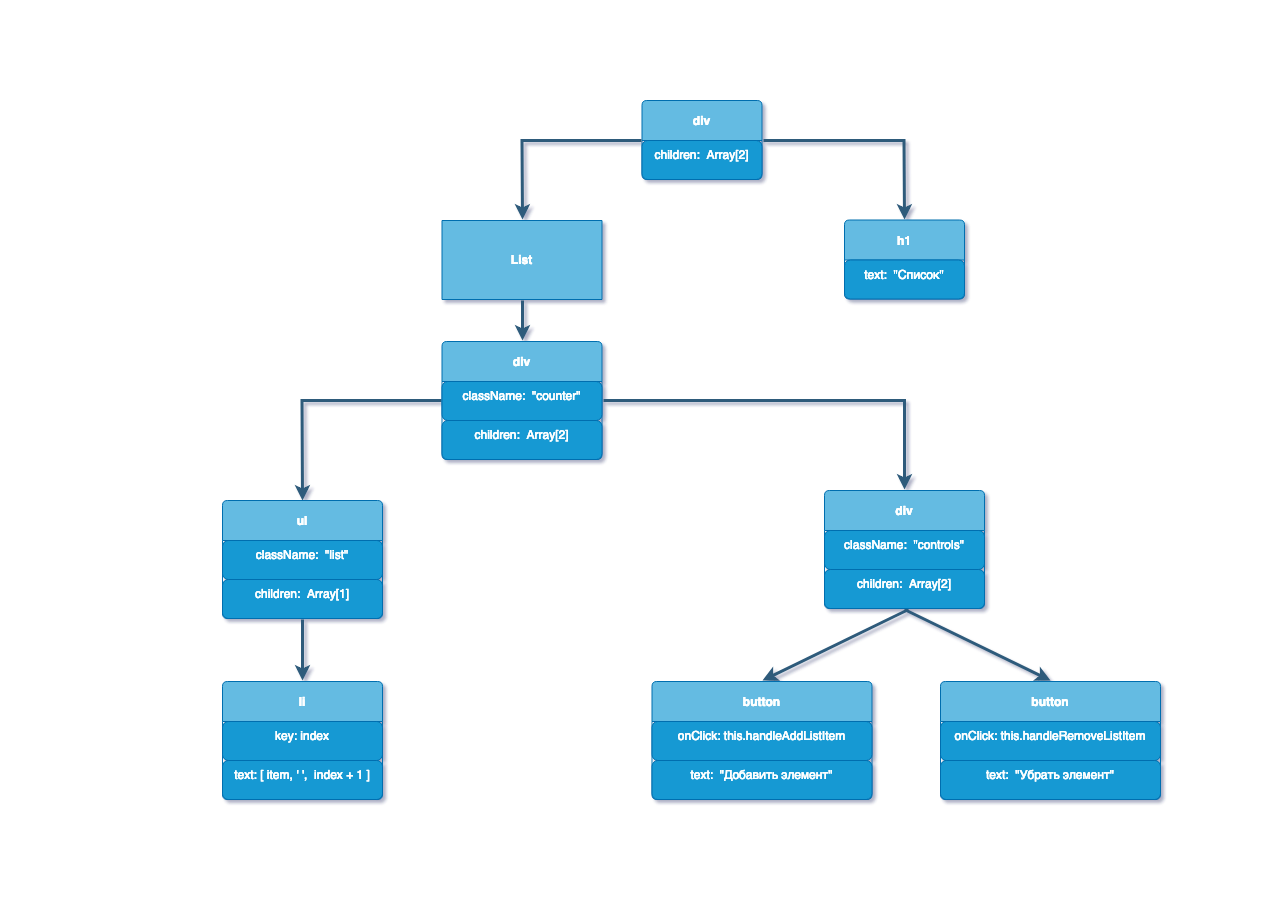 div
children: Array[2]
List
h1
text: "Список"
div
className: "counter"
children: Array[2]
ul
className: "list"
children: Array[1]
div
className: "controls"
children: Array[2]
li
key: index
text: [ item, ' ', index + 1 ]
button
onClick: this.handleAddListItem
text: "Добавить элемент"
button
onClick: this.handleRemoveListItem
text: "Убрать элемент"